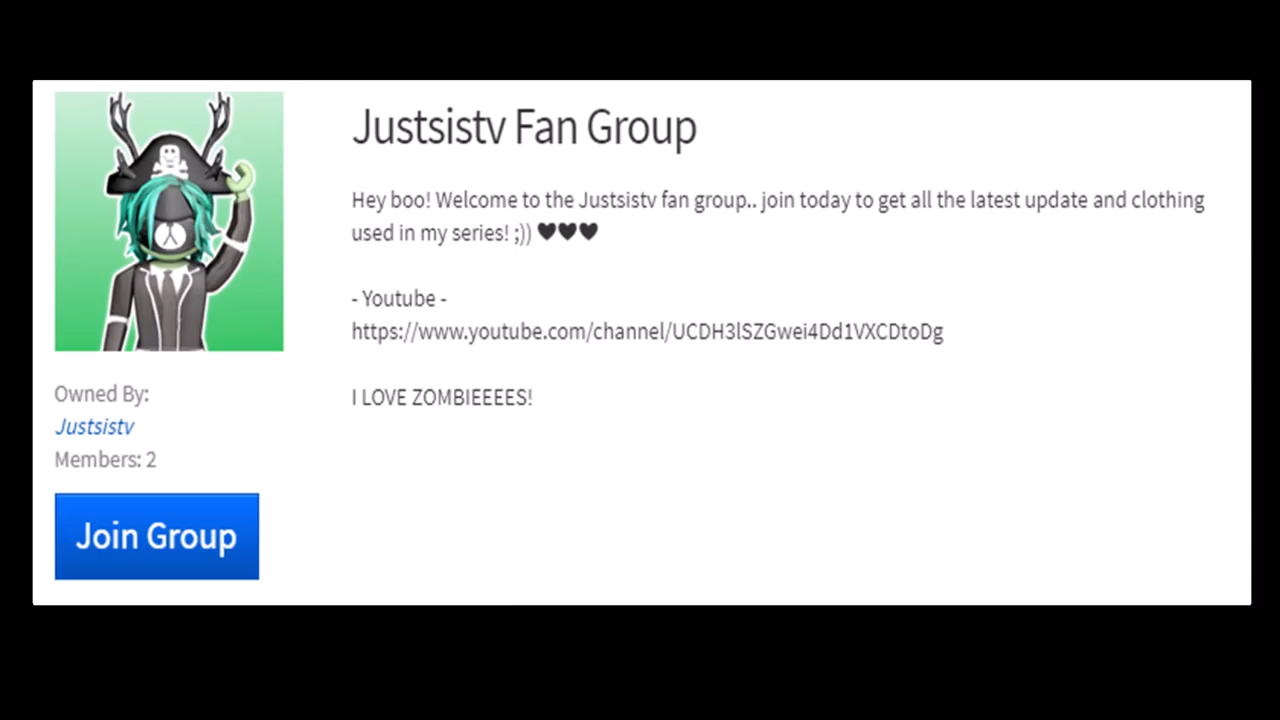 Justsistv Fan Group
Hey boo! Welcome to the Justsistv fan group.. join today to get all the latest update and clothing
used in my series! ;)) ♥♥♥
- Youtube -
https://www.youtube.com/channel/UCDH3lSZGwei4Dd1VXCDtoDg
I LOVE ZOMBIEEEES!
Owned By:
Justsistv
Members: 2
Join Group